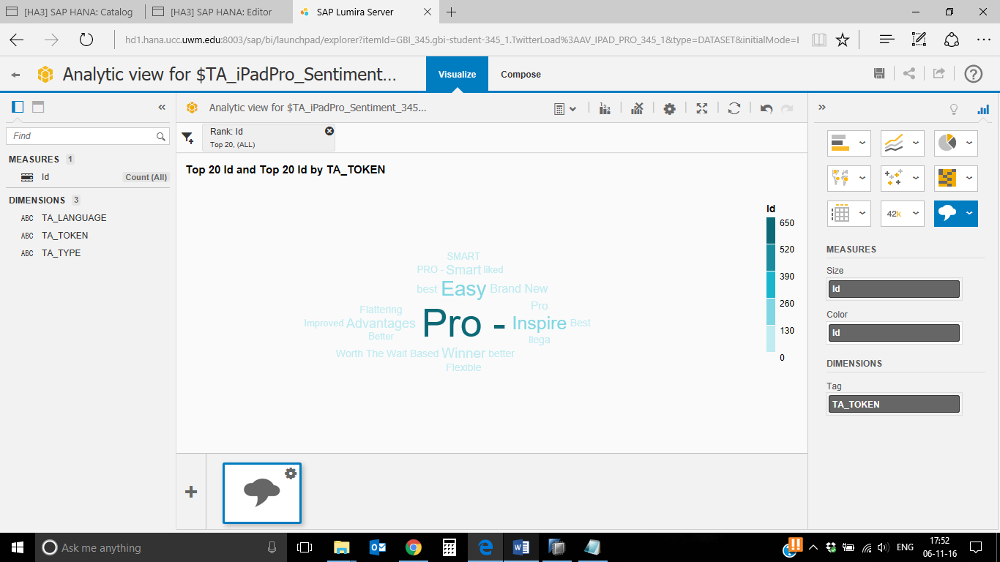 [HA3] SAP HANA: Catalog
[HA3] SAP HANA: Editor
SAP Lumira Server
hd1.hana.ucc.uwm.edu:8003/sap/bi/launchpad/explorer?itemId=GBI_345.gbi-student-345_1.TwitterLoad%3AAV_IPAD_PRO_345_1&type=DATASET&initialMode=E
Analytic view for $TA_iPadPro_Sentiment...
Visualize
Compose
Find
MEASURES 1
Id Count (All)
DIMENSIONS 3
ABC TA_LANGUAGE
ABC TA_TOKEN
ABC TA_TYPE
Analytic view for $TA_iPadPro_Sentiment_345...
Rank: Id
Top 20, (ALL)
Top 20 Id and Top 20 Id by TA_TOKEN
SMART
PRO - Smart liked
best Easy Brand New
Flattering Pro
Improved Advantages Pro - Inspire Best
Better llega
Worth The Wait Based Winner better
Flexible
Id
650
520
390
260
130
0
42k
MEASURES
Size
Id
Color
Id
DIMENSIONS
Tag
TA_TOKEN
Ask me anything
ENG
17:52
06-11-16